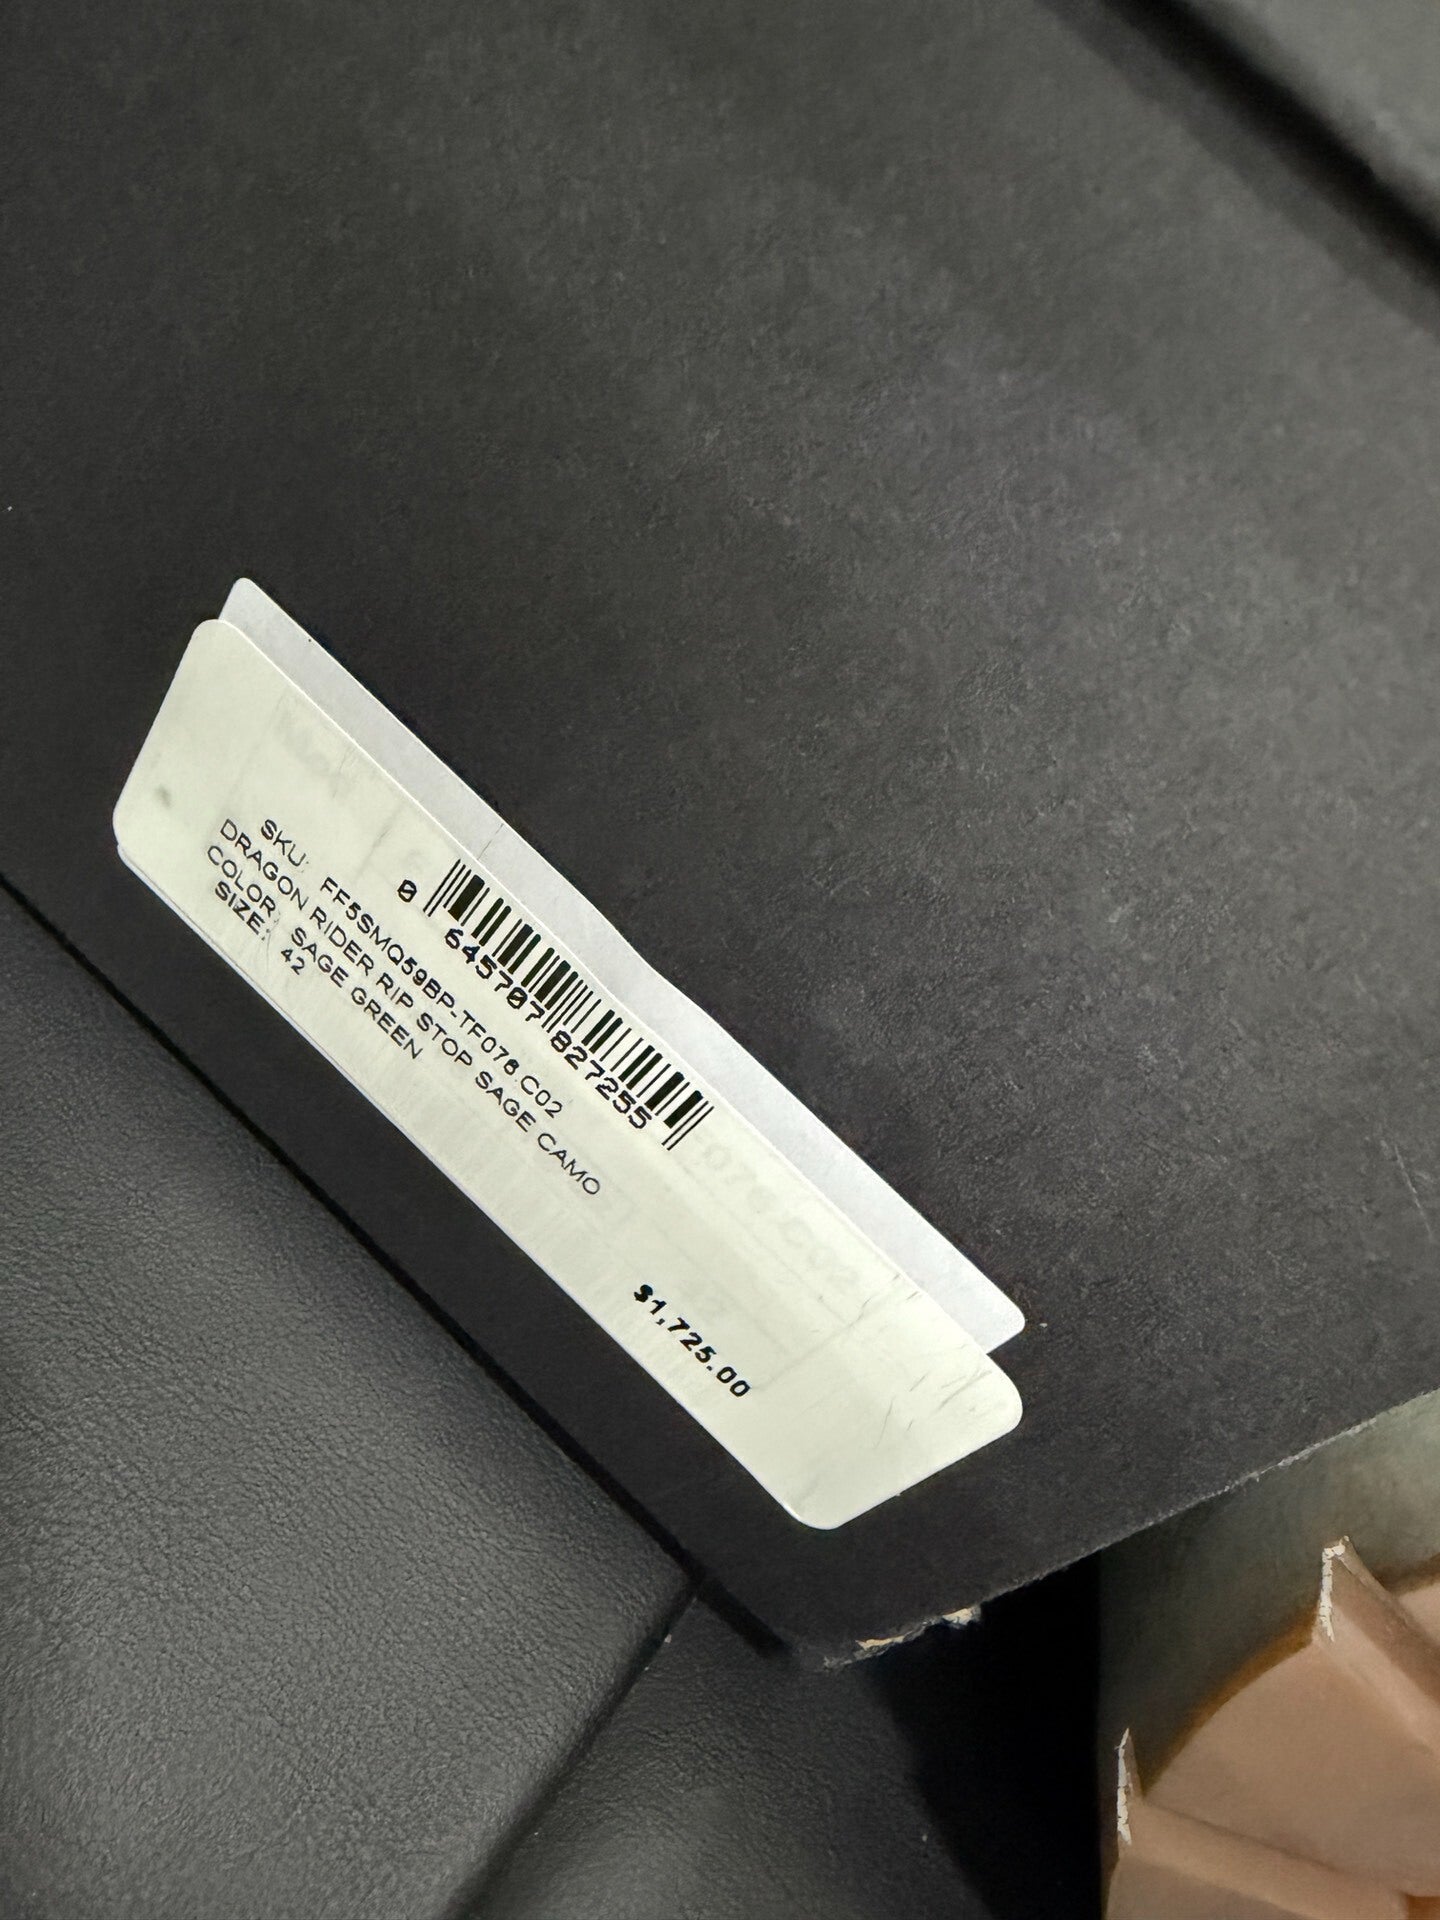 0 645707 827255
SKU: FF5SMQ59BP-TF076.C02
DRAGON RIDER RIP STOP SAGE CAMO
COLOR: SAGE GREEN
SIZE: 42
$1,725.00